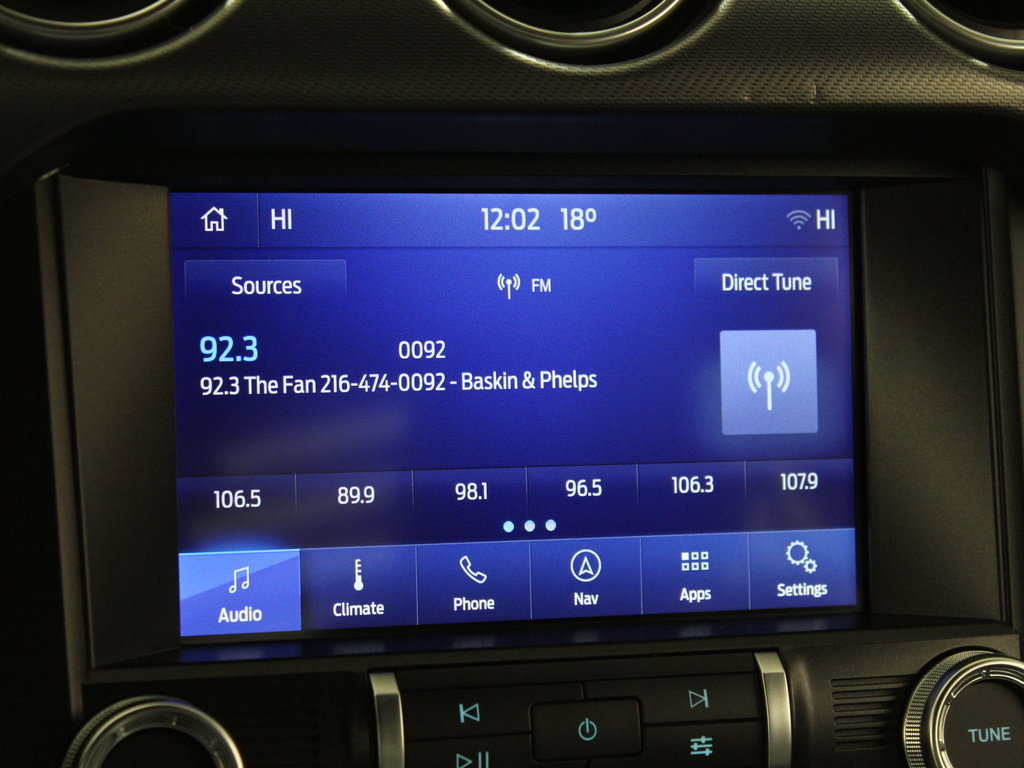 HI 12:02 18° HI
Sources FM Direct Tune
92.3 0092
92.3 The Fan 216-474-0092 - Baskin & Phelps
106.5 89.9 98.1 96.5 106.3 107.9
Audio Climate Phone Nav Apps Settings
TUNE